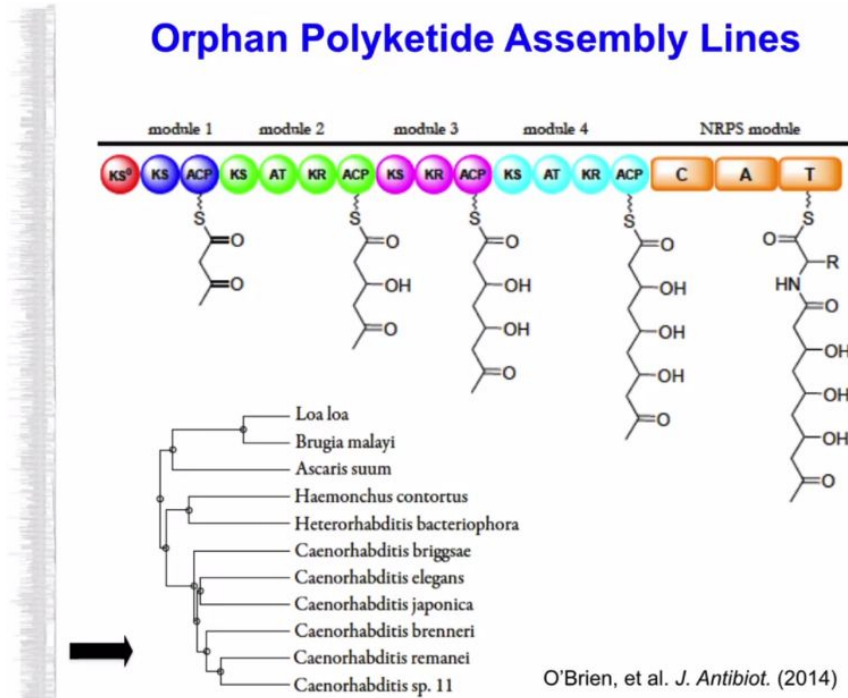 Orphan Polyketide Assembly Lines
module 1 module 2 module 3 module 4 NRPS module
KS⁰ KS ACP KS AT KR ACP KS KR ACP KS AT KR ACP C A T
S S S S S
O O O O O
O OH OH OH R
O OH OH HN
O OH O
O OH
OH
OH
O
Loa loa
Brugia malayi
Ascaris suum
Haemonchus contortus
Heterorhabditis bacteriophora
Caenorhabditis briggsae
Caenorhabditis elegans
Caenorhabditis japonica
Caenorhabditis brenneri
Caenorhabditis remanei
Caenorhabditis sp. 11
O'Brien, et al. J. Antibiot. (2014)